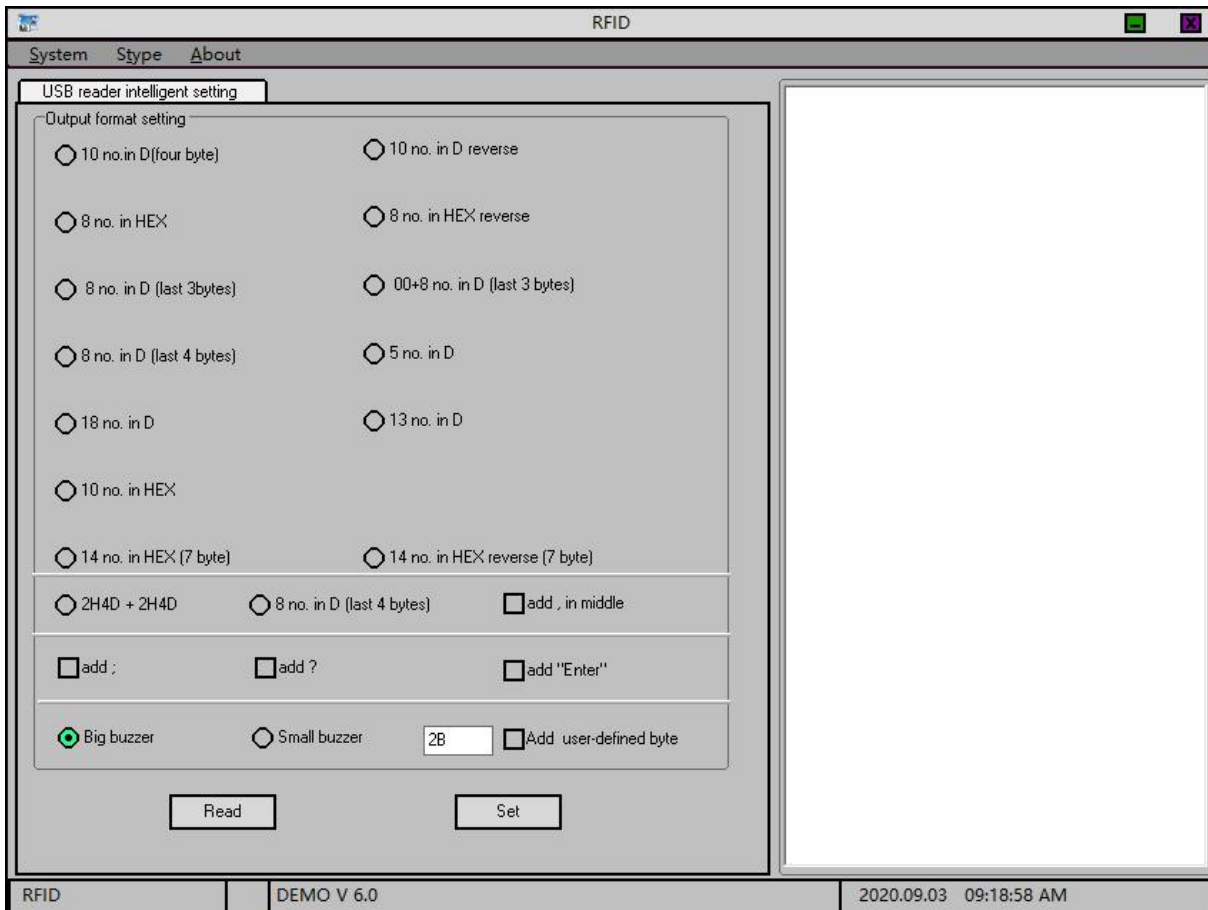 RFID
System Stype About
USB reader intelligent setting
Output format setting
10 no.in D(four byte) 10 no. in D reverse
8 no. in HEX 8 no. in HEX reverse
8 no. in D (last 3bytes) 00+8 no. in D (last 3 bytes)
8 no. in D (last 4 bytes) 5 no. in D
18 no. in D 13 no. in D
10 no. in HEX
14 no. in HEX (7 byte) 14 no. in HEX reverse (7 byte)
2H4D + 2H4D 8 no. in D (last 4 bytes) add , in middle
add ; add ? add "Enter"
Big buzzer Small buzzer 2B Add user-defined byte
Read Set
RFID DEMO V 6.0 2020.09.03 09:18:58 AM